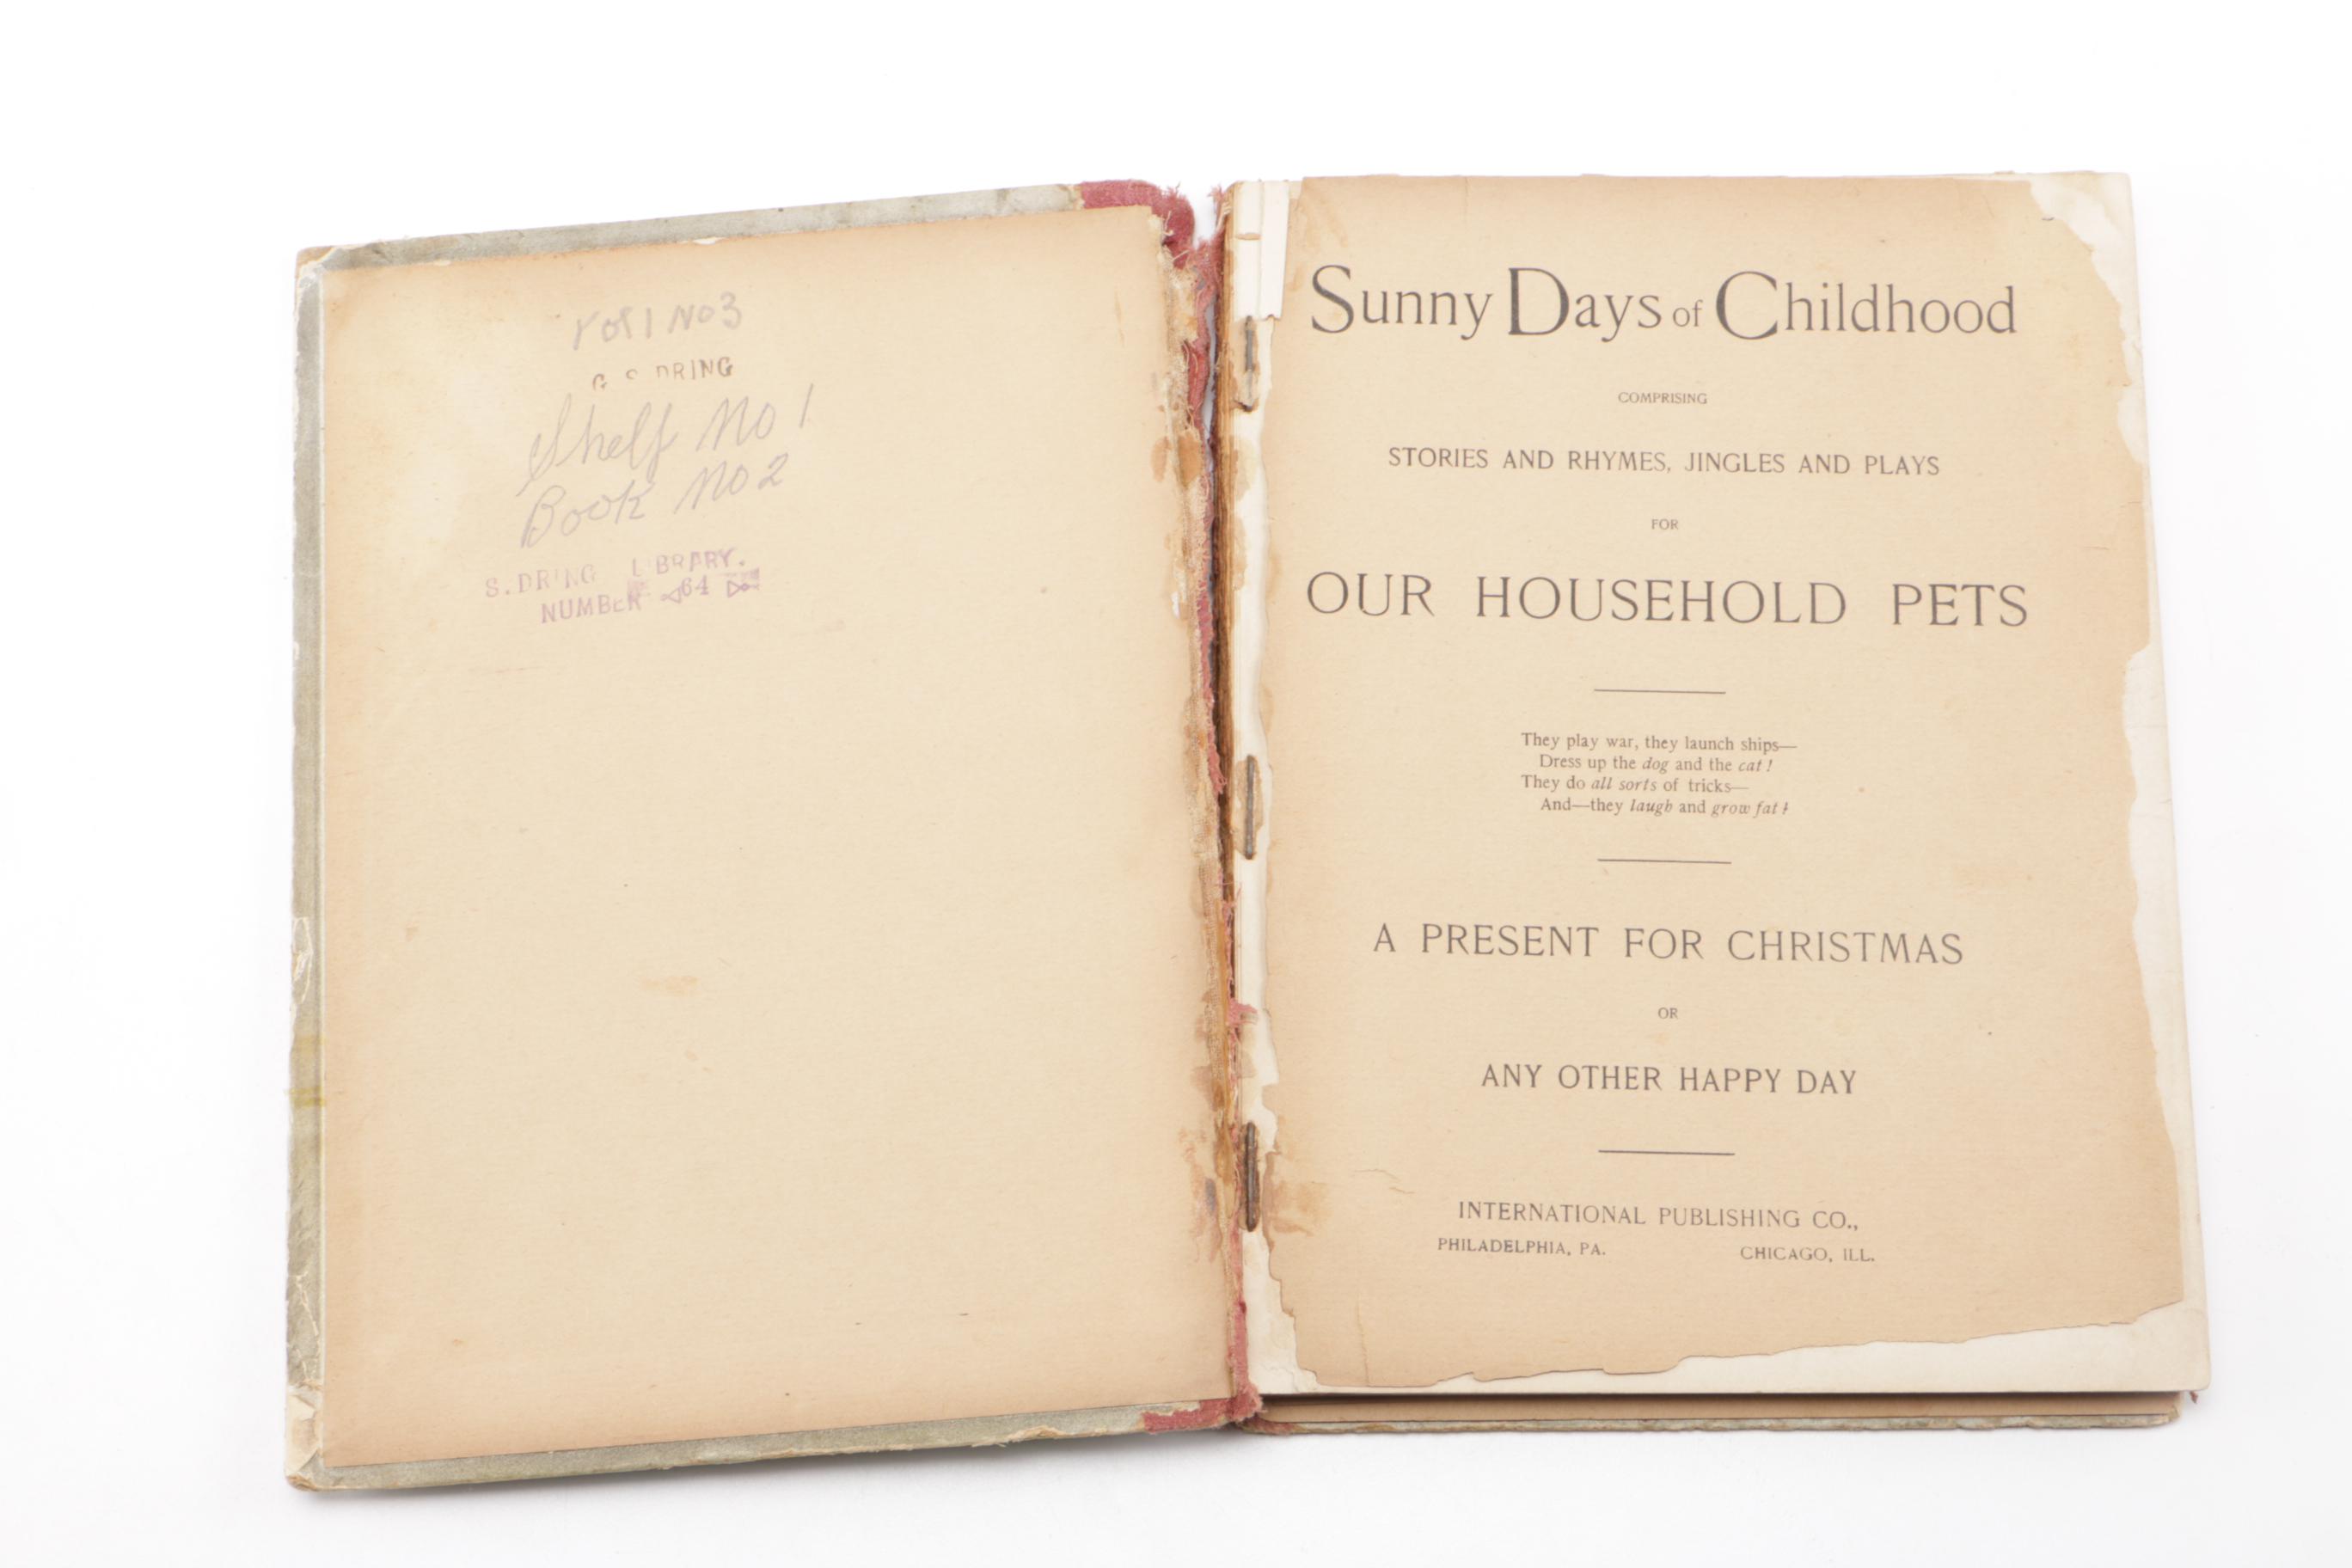 Vol 1 No 3
G S DRING
Shelf No 1
Book No 2
S. DRING LIBRARY.
NUMBER 64
Sunny Days of Childhood
COMPRISING
STORIES AND RHYMES, JINGLES AND PLAYS
FOR
OUR HOUSEHOLD PETS
They play war, they launch ships—
Dress up the dog and the cat!
They do all sorts of tricks—
And—they laugh and grow fat!
A PRESENT FOR CHRISTMAS
OR
ANY OTHER HAPPY DAY
INTERNATIONAL PUBLISHING CO.,
PHILADELPHIA, PA. CHICAGO, ILL.